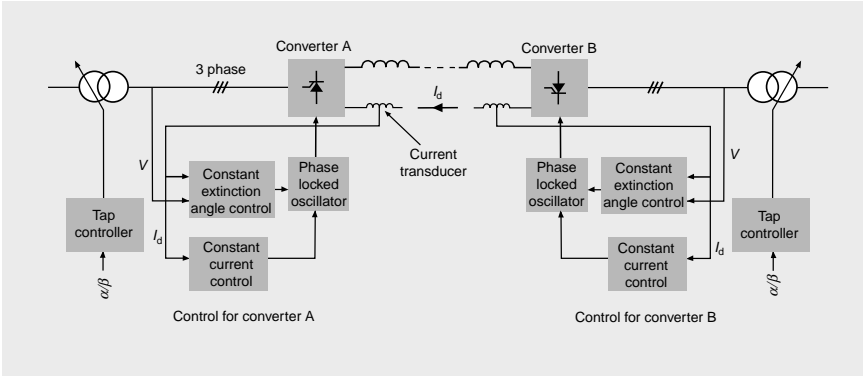 Converter A
Converter B
3 phase
I_d
V
Current
transducer
V
Constant
extinction
angle control
Phase
locked
oscillator
Phase
locked
oscillator
Constant
extinction
angle control
Tap
controller
I_d
Constant
current
control
Constant
current
control
I_d
Tap
controller
α/β
α/β
Control for converter A
Control for converter B